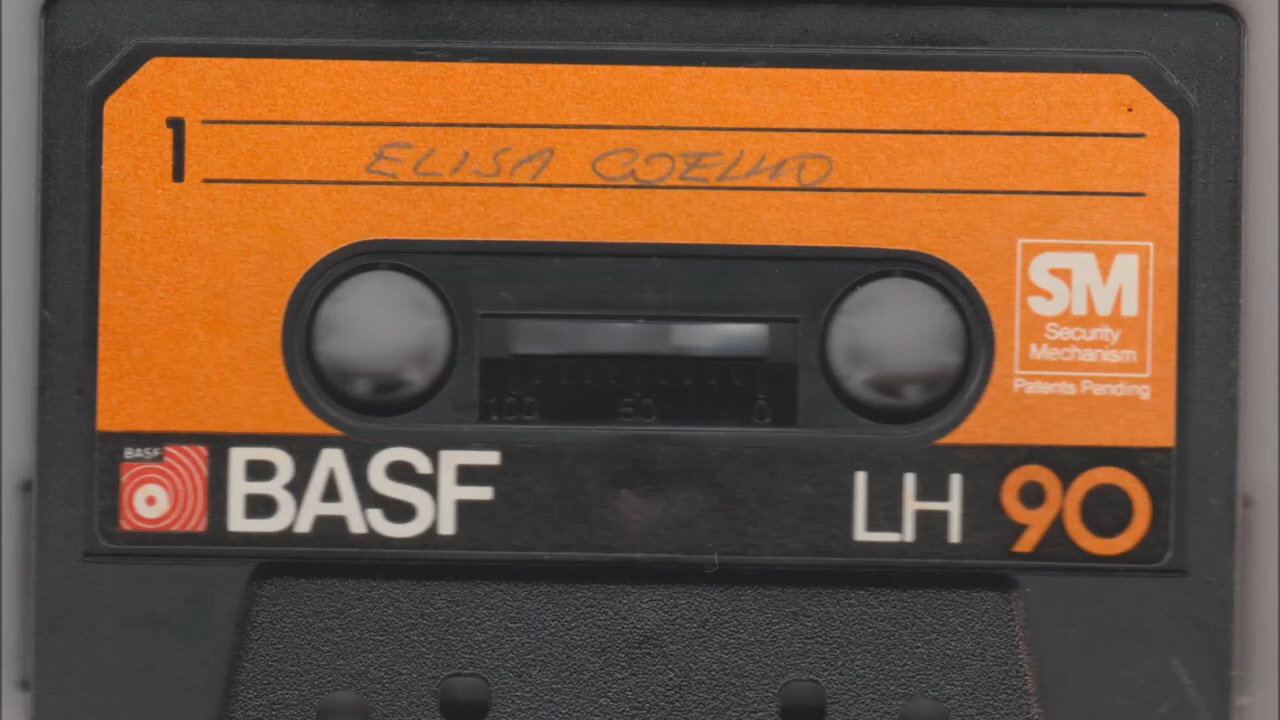 1 ELISA COELHO
SM
Security
Mechanism
Patents Pending
100 50 0
BASF
BASF LH 90